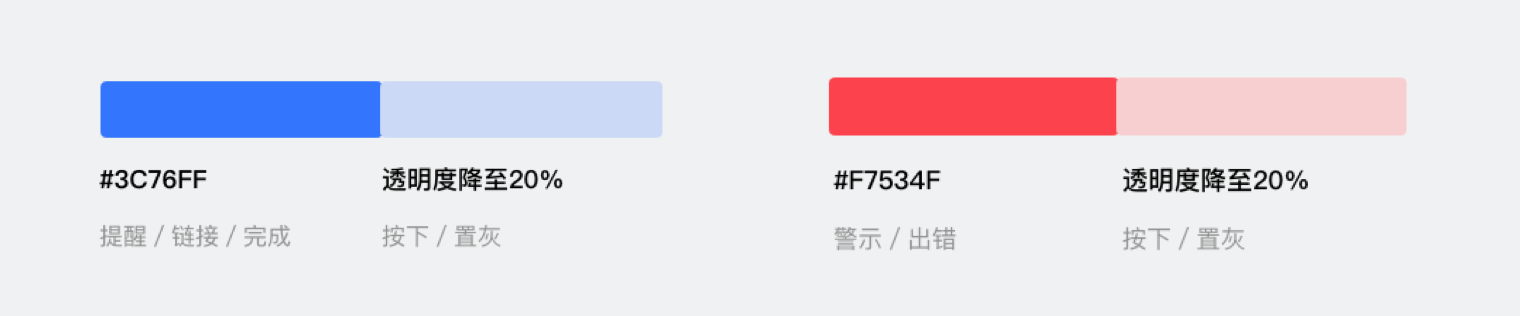 #3C76FF
透明度降至20%
#F7534F
透明度降至20%
提醒 / 链接 / 完成
按下 / 置灰
警示 / 出错
按下 / 置灰